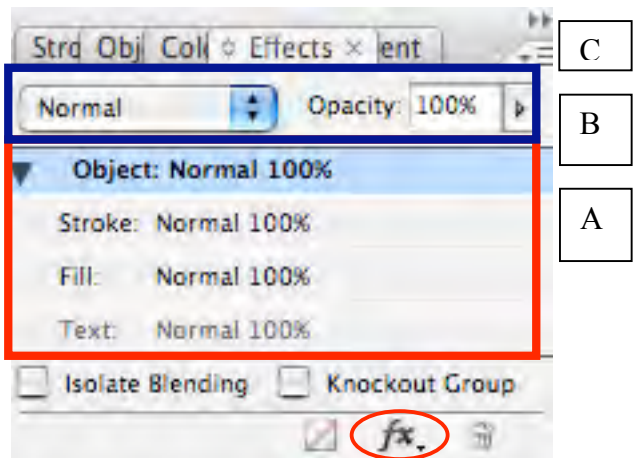 Strd Obj Cold Effects × ent
C
Normal Opacity: 100%
B
Object: Normal 100%
A
Stroke: Normal 100%
Fill: Normal 100%
Text: Normal 100%
Isolate Blending Knockout Group
fx.